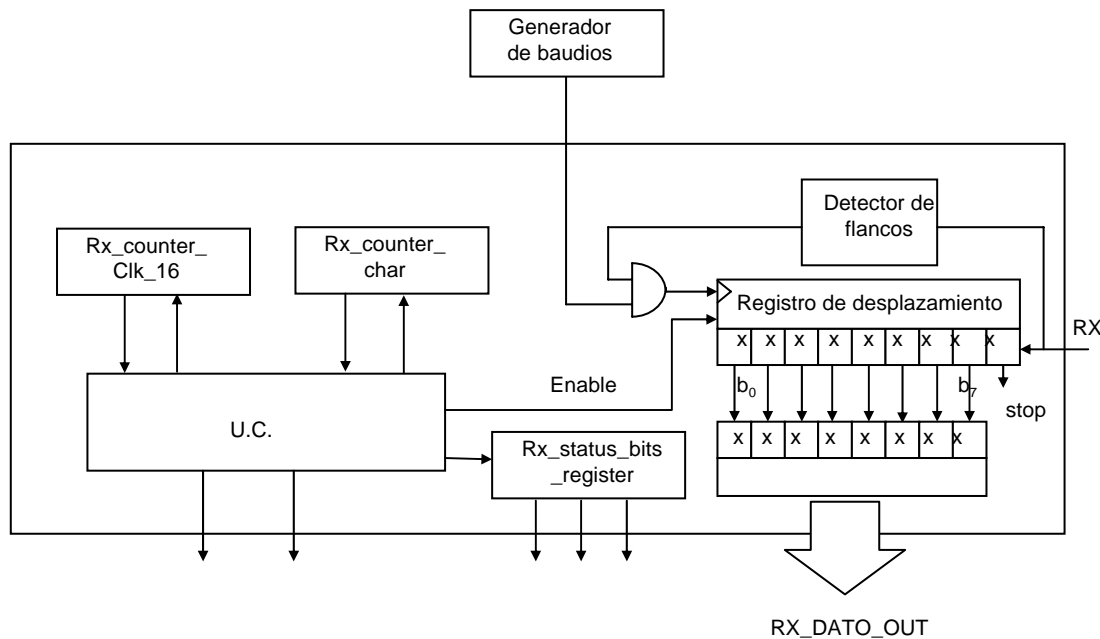 Generador
de baudios
Detector de
flancos
Rx_counter_
Clk_16
Rx_counter_
char
Registro de desplazamiento
RX
x x x x x x x x x
Enable
b0
b7
stop
U.C.
Rx_status_bits
_register
x x x x x x x x
RX_DATO_OUT